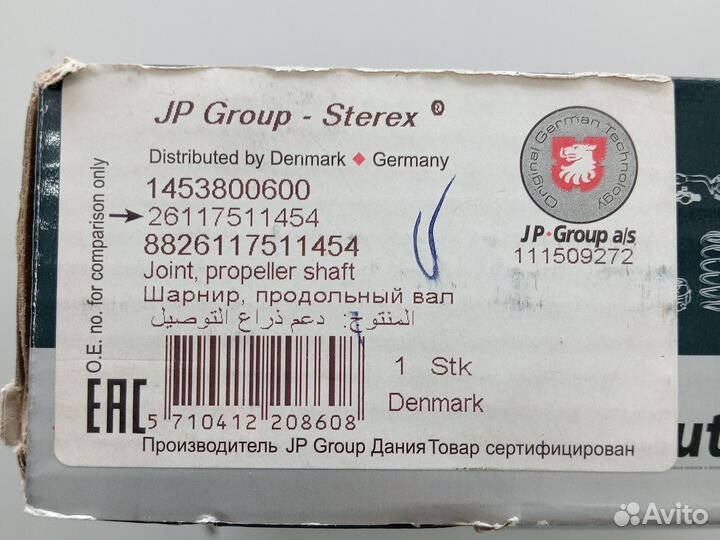 JP Group - Sterex ®
Distributed by Denmark ♦ Germany
1453800600
26117511454
8826117511454
Joint, propeller shaft
Шарнир, продольный вал
المنتوج: دعم ذراع التوصيل
O.E. no. for comparison only
Original German Technology
JP♦Group a/s
111509272
1 Stk
Denmark
EAC
5 710412 208608
Производитель JP Group Дания Товар сертифицирован
ut
Avito